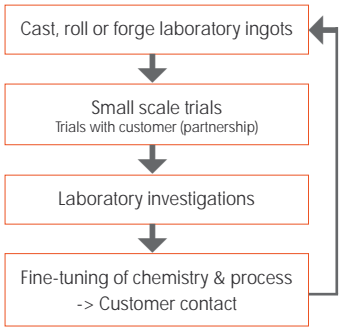 Cast, roll or forge laboratory ingots
Small scale trials
Trials with customer (partnership)
Laboratory investigations
Fine-tuning of chemistry & process
-> Customer contact